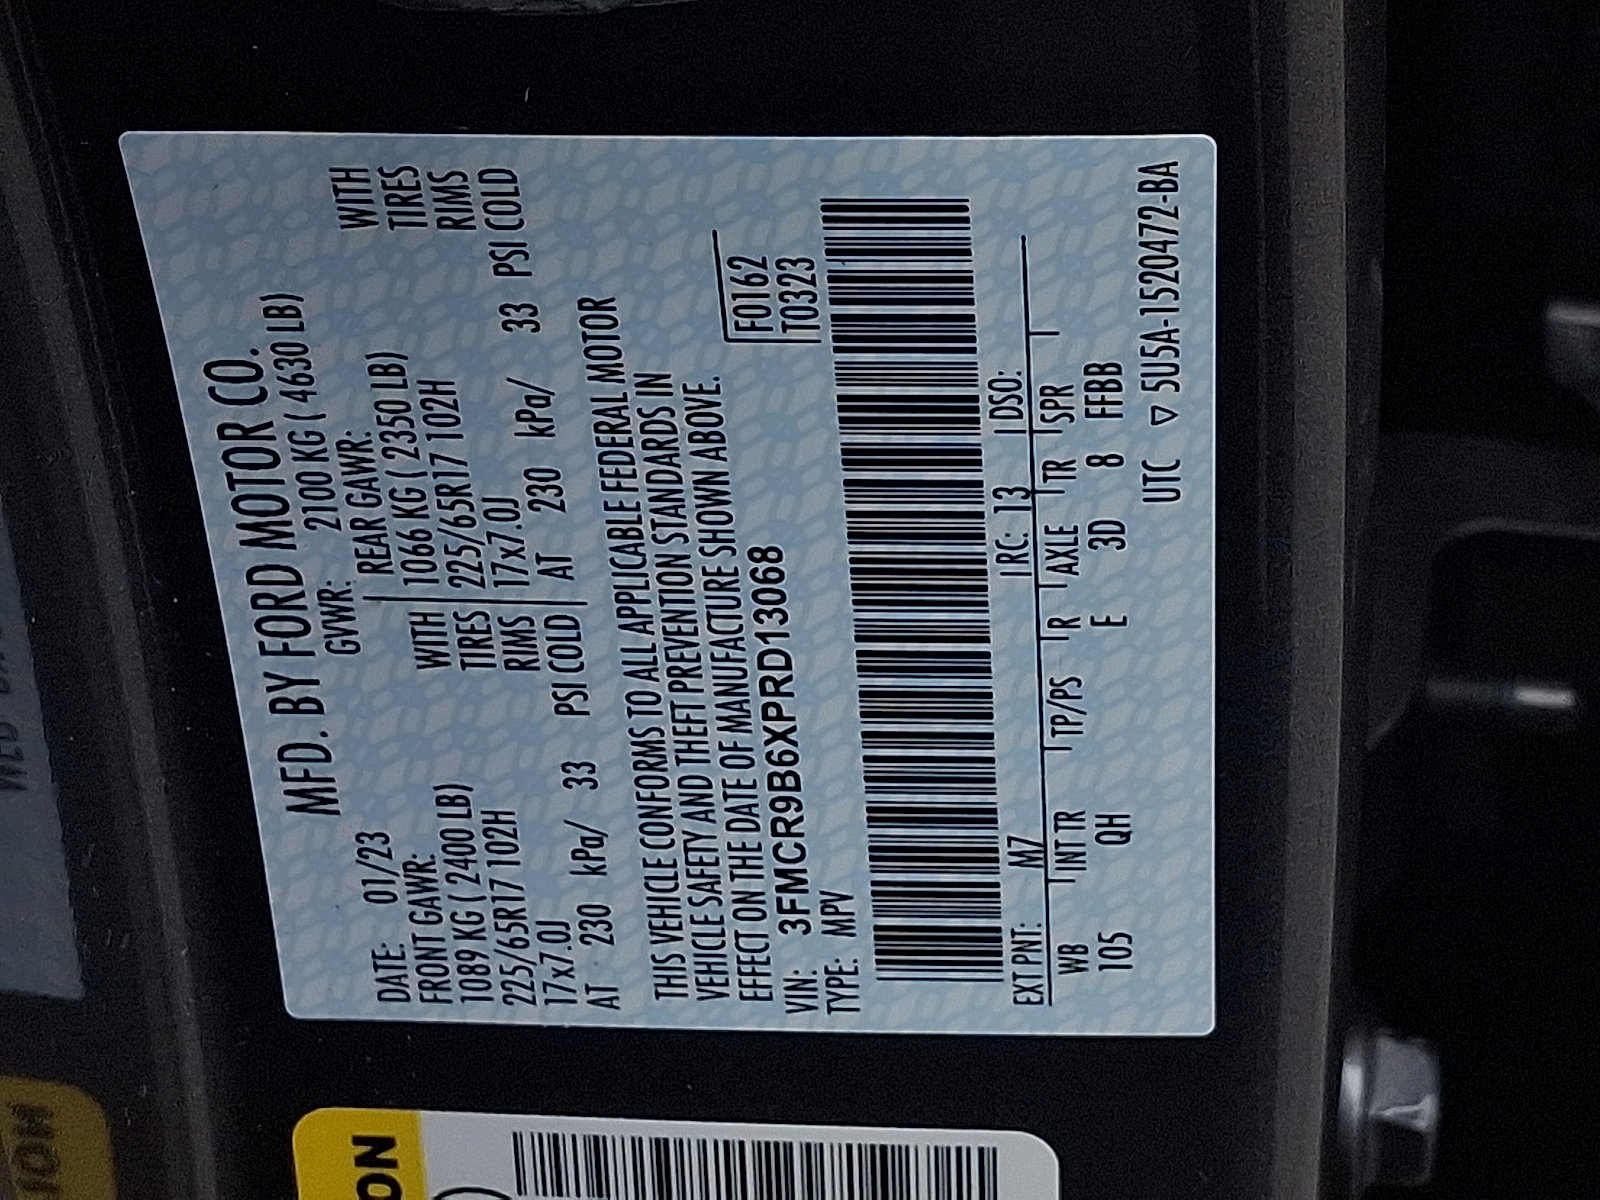 MFD. BY FORD MOTOR CO.
DATE: 01/23 GVWR: 2100 KG ( 4630 LB)
FRONT GAWR: REAR GAWR:
1089 KG ( 2400 LB) WITH 1066 KG ( 2350 LB) WITH
225/65R17 102H TIRES 225/65R17 102H TIRES
17x7.0J RIMS 17x7.0J RIMS
AT 230 kPa/ 33 PSI COLD AT 230 kPa/ 33 PSI COLD
THIS VEHICLE CONFORMS TO ALL APPLICABLE FEDERAL MOTOR
VEHICLE SAFETY AND THEFT PREVENTION STANDARDS IN
EFFECT ON THE DATE OF MANUFACTURE SHOWN ABOVE.
VIN: 3FMCR9B6XPRD13068 F0162
TYPE: MPV T0323
EXT PNT: M7 RC: 13 DSO:
WB INT TR TP/PS R AXLE TR SPR
105 QH E 3D 8 FFBB
UTC ▽ 5U5A-1520472-BA
ON